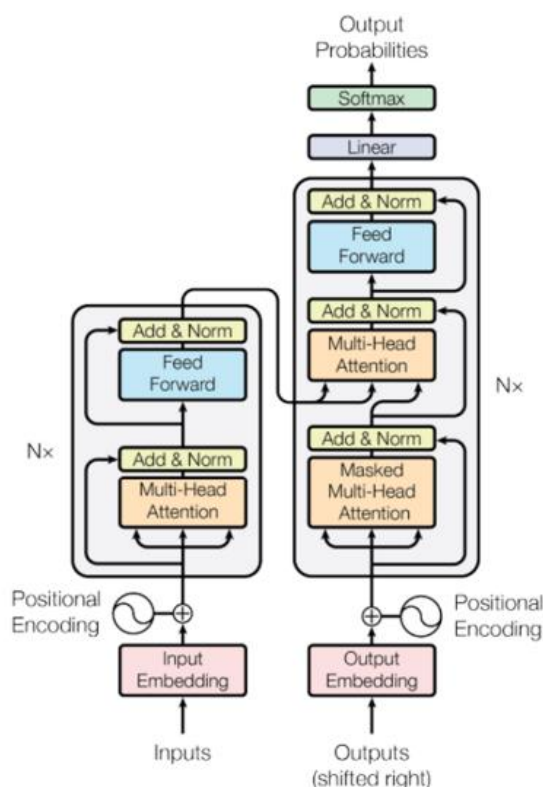 Output
Probabilities
Softmax
Linear
Add & Norm
Feed
Forward
Add & Norm
Multi-Head
Attention
Add & Norm
Masked
Multi-Head
Attention
Nx
Add & Norm
Feed
Forward
Add & Norm
Multi-Head
Attention
Nx
Positional
Encoding
Input
Embedding
Inputs
Positional
Encoding
Output
Embedding
Outputs
(shifted right)